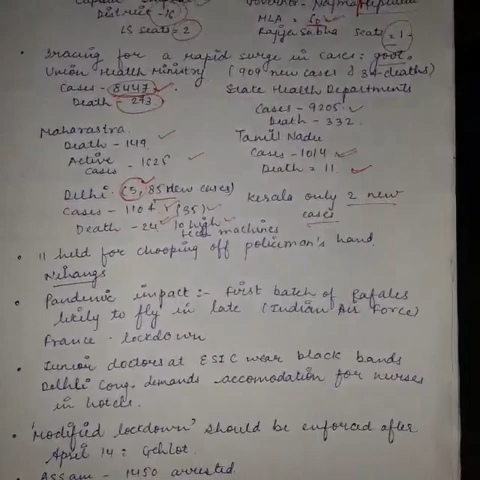 Capital
District - 16
LS Seats = 2
Governor - Najma Heptulla
MLA = 60
Rajya Sabha Seat = 1
• Bracing for a rapid surge in cases: govt.
Union Health Ministry (909 new cases & 34 deaths)
Cases - 8447
Death - 273
State Health Departments
Cases - 9205
Death - 332
Maharastra
Death - 149
Active Cases - 1625
Tamil Nadu
Cases - 1014
Death = 11
Delhi (5, 85 New cases)
Cases - 1104 (35)
Death - 24 10 high tech machines
Kerala only 2 new cases
• 11 held for chopping off policeman's hand
Nihangs
• Pandemic impact :- First batch of Rafales
likely to fly in late (Indian Air Force)
France - lockdown
• Junior doctors at ESIC wear black bands
Delhi Cong. demands accomodation for nurses
in hotels.
• 'Modified lockdown' should be enforced after
April 14 : Gehlot
• Assam - 1450 arrested